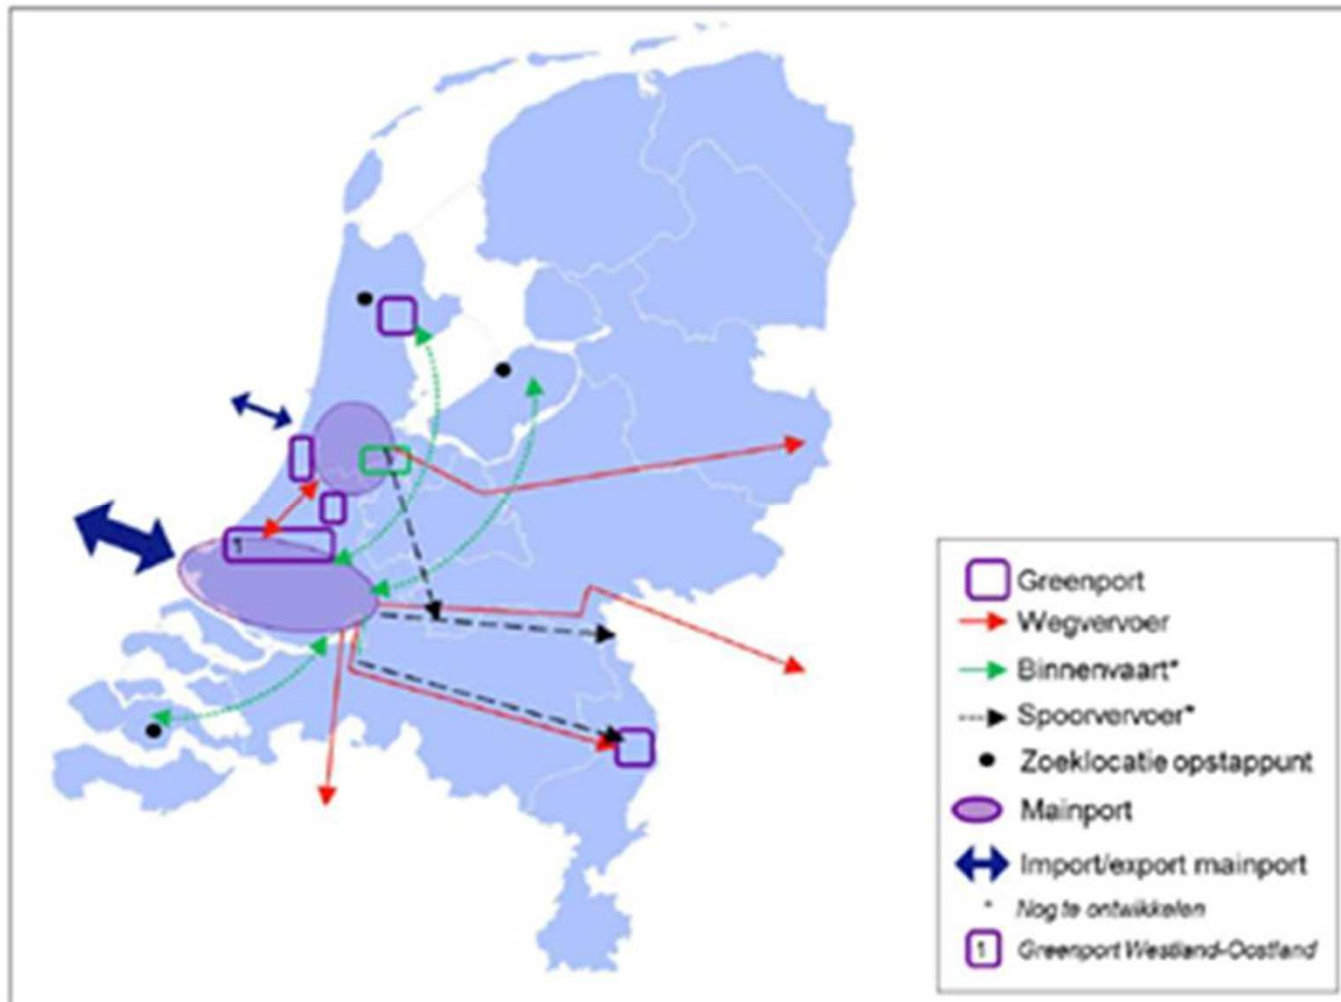 1
Greenport
Wegvervoer
Binnenvaart*
Spoorvervoer*
Zoeklocatie opstappunt
Mainport
Import/export mainport
* Nog te ontwikkelen
1 Greenport Westland-Oostland